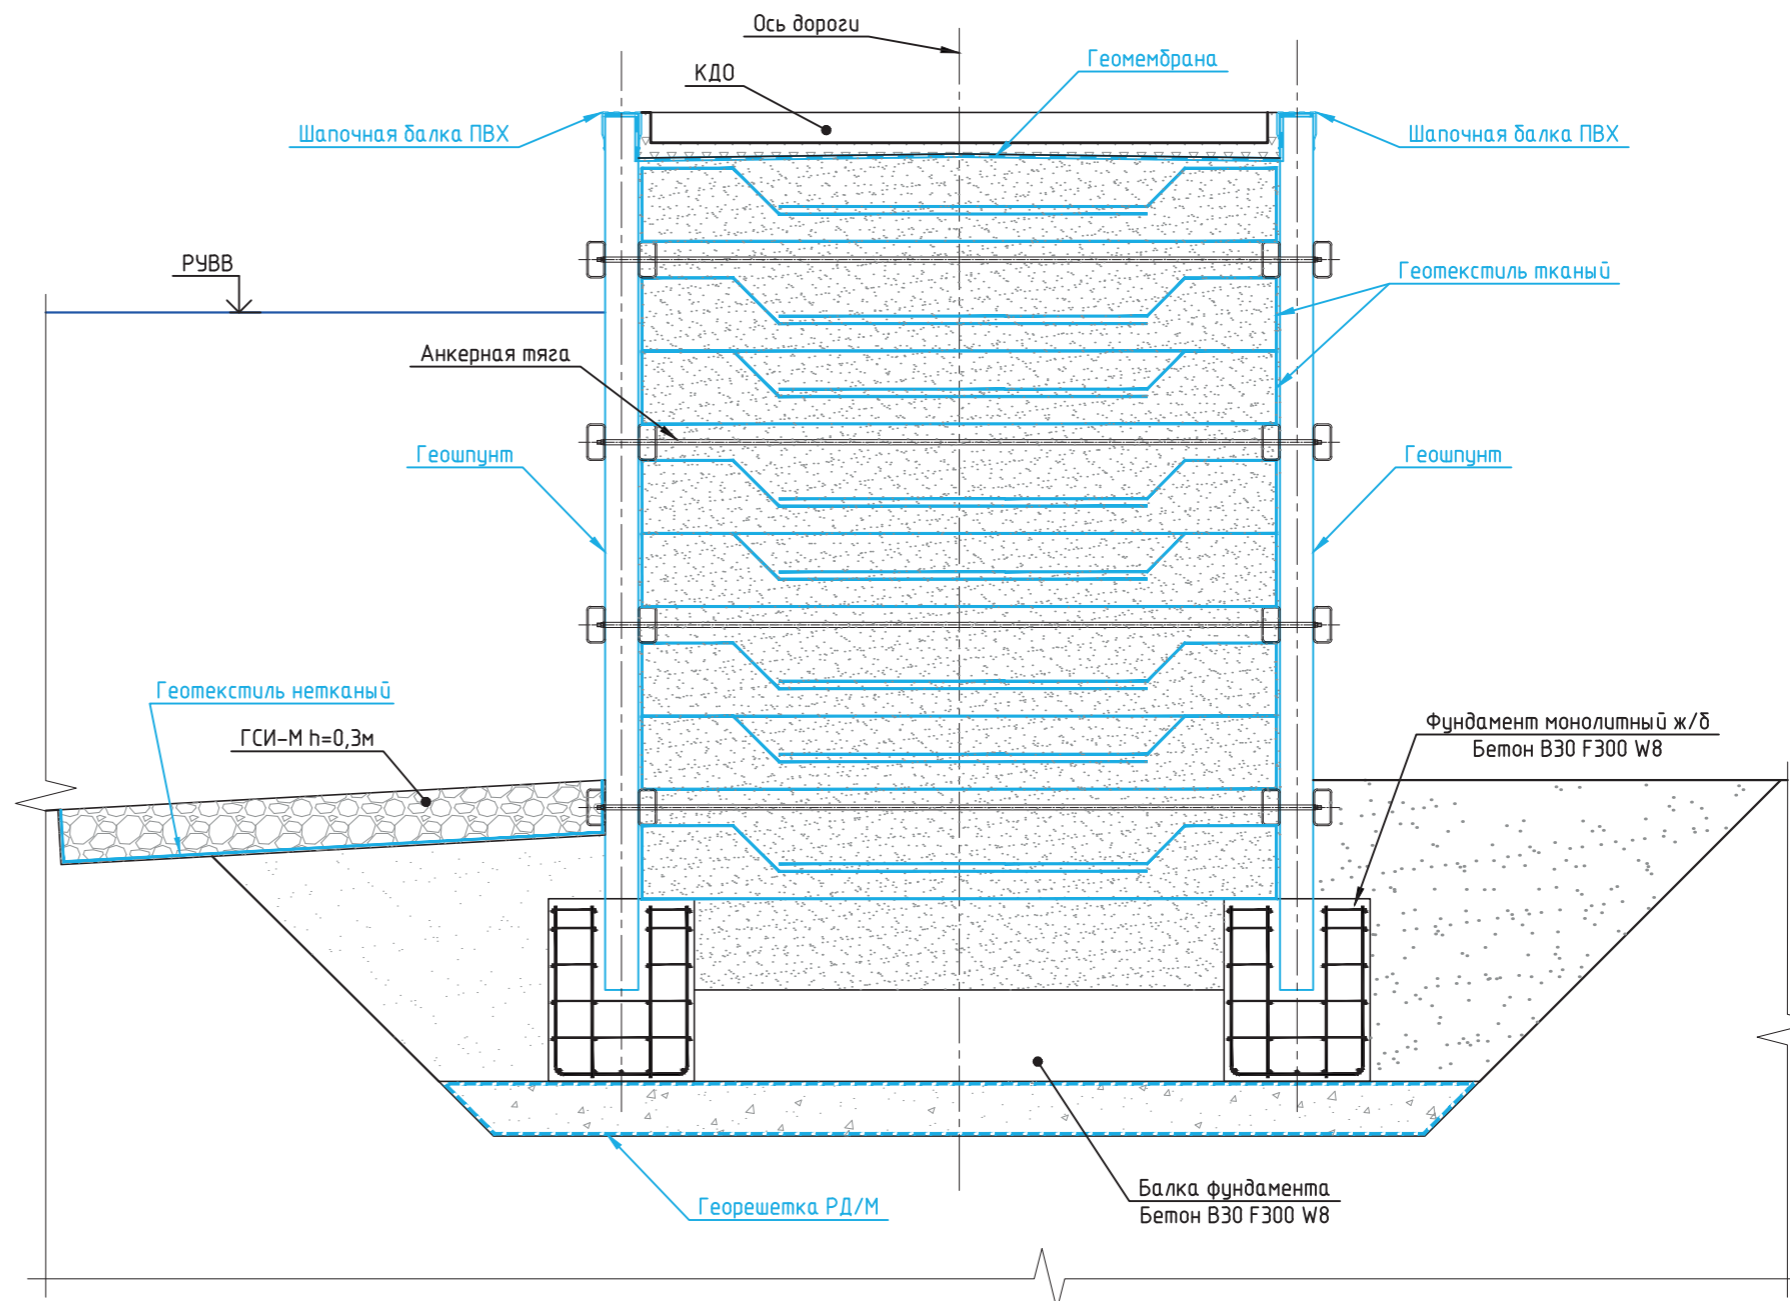 Ось дороги
Геомембрана
КДО
Шапочная балка ПВХ
Шапочная балка ПВХ
РУВВ
Геотекстиль тканый
Анкерная тяга
Геошпунт
Геошпунт
Геотекстиль нетканый
ГСИ-М h=0,3м
Фундамент монолитный ж/б
Бетон В30 F300 W8
Георешетка РД/М
Балка фундамента
Бетон В30 F300 W8